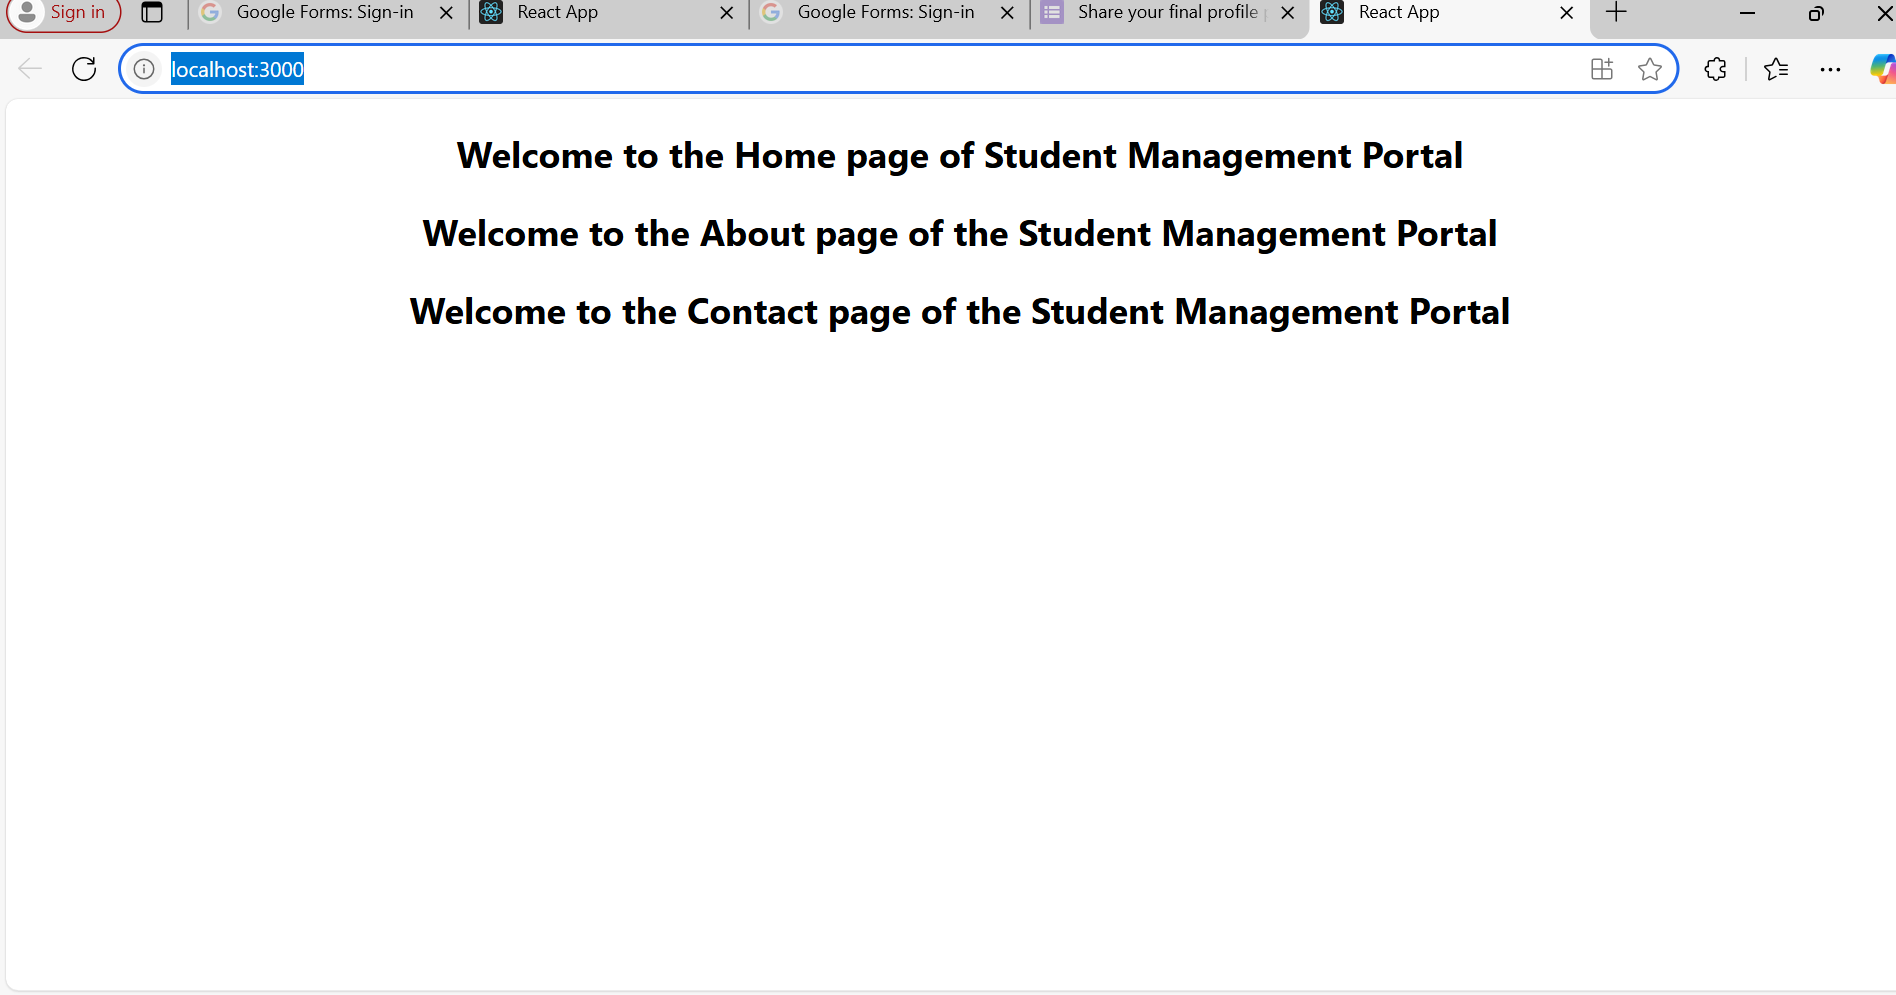 Sign in
Google Forms: Sign-in
React App
Google Forms: Sign-in
Share your final profile
React App
localhost:3000
Welcome to the Home page of Student Management Portal
Welcome to the About page of the Student Management Portal
Welcome to the Contact page of the Student Management Portal